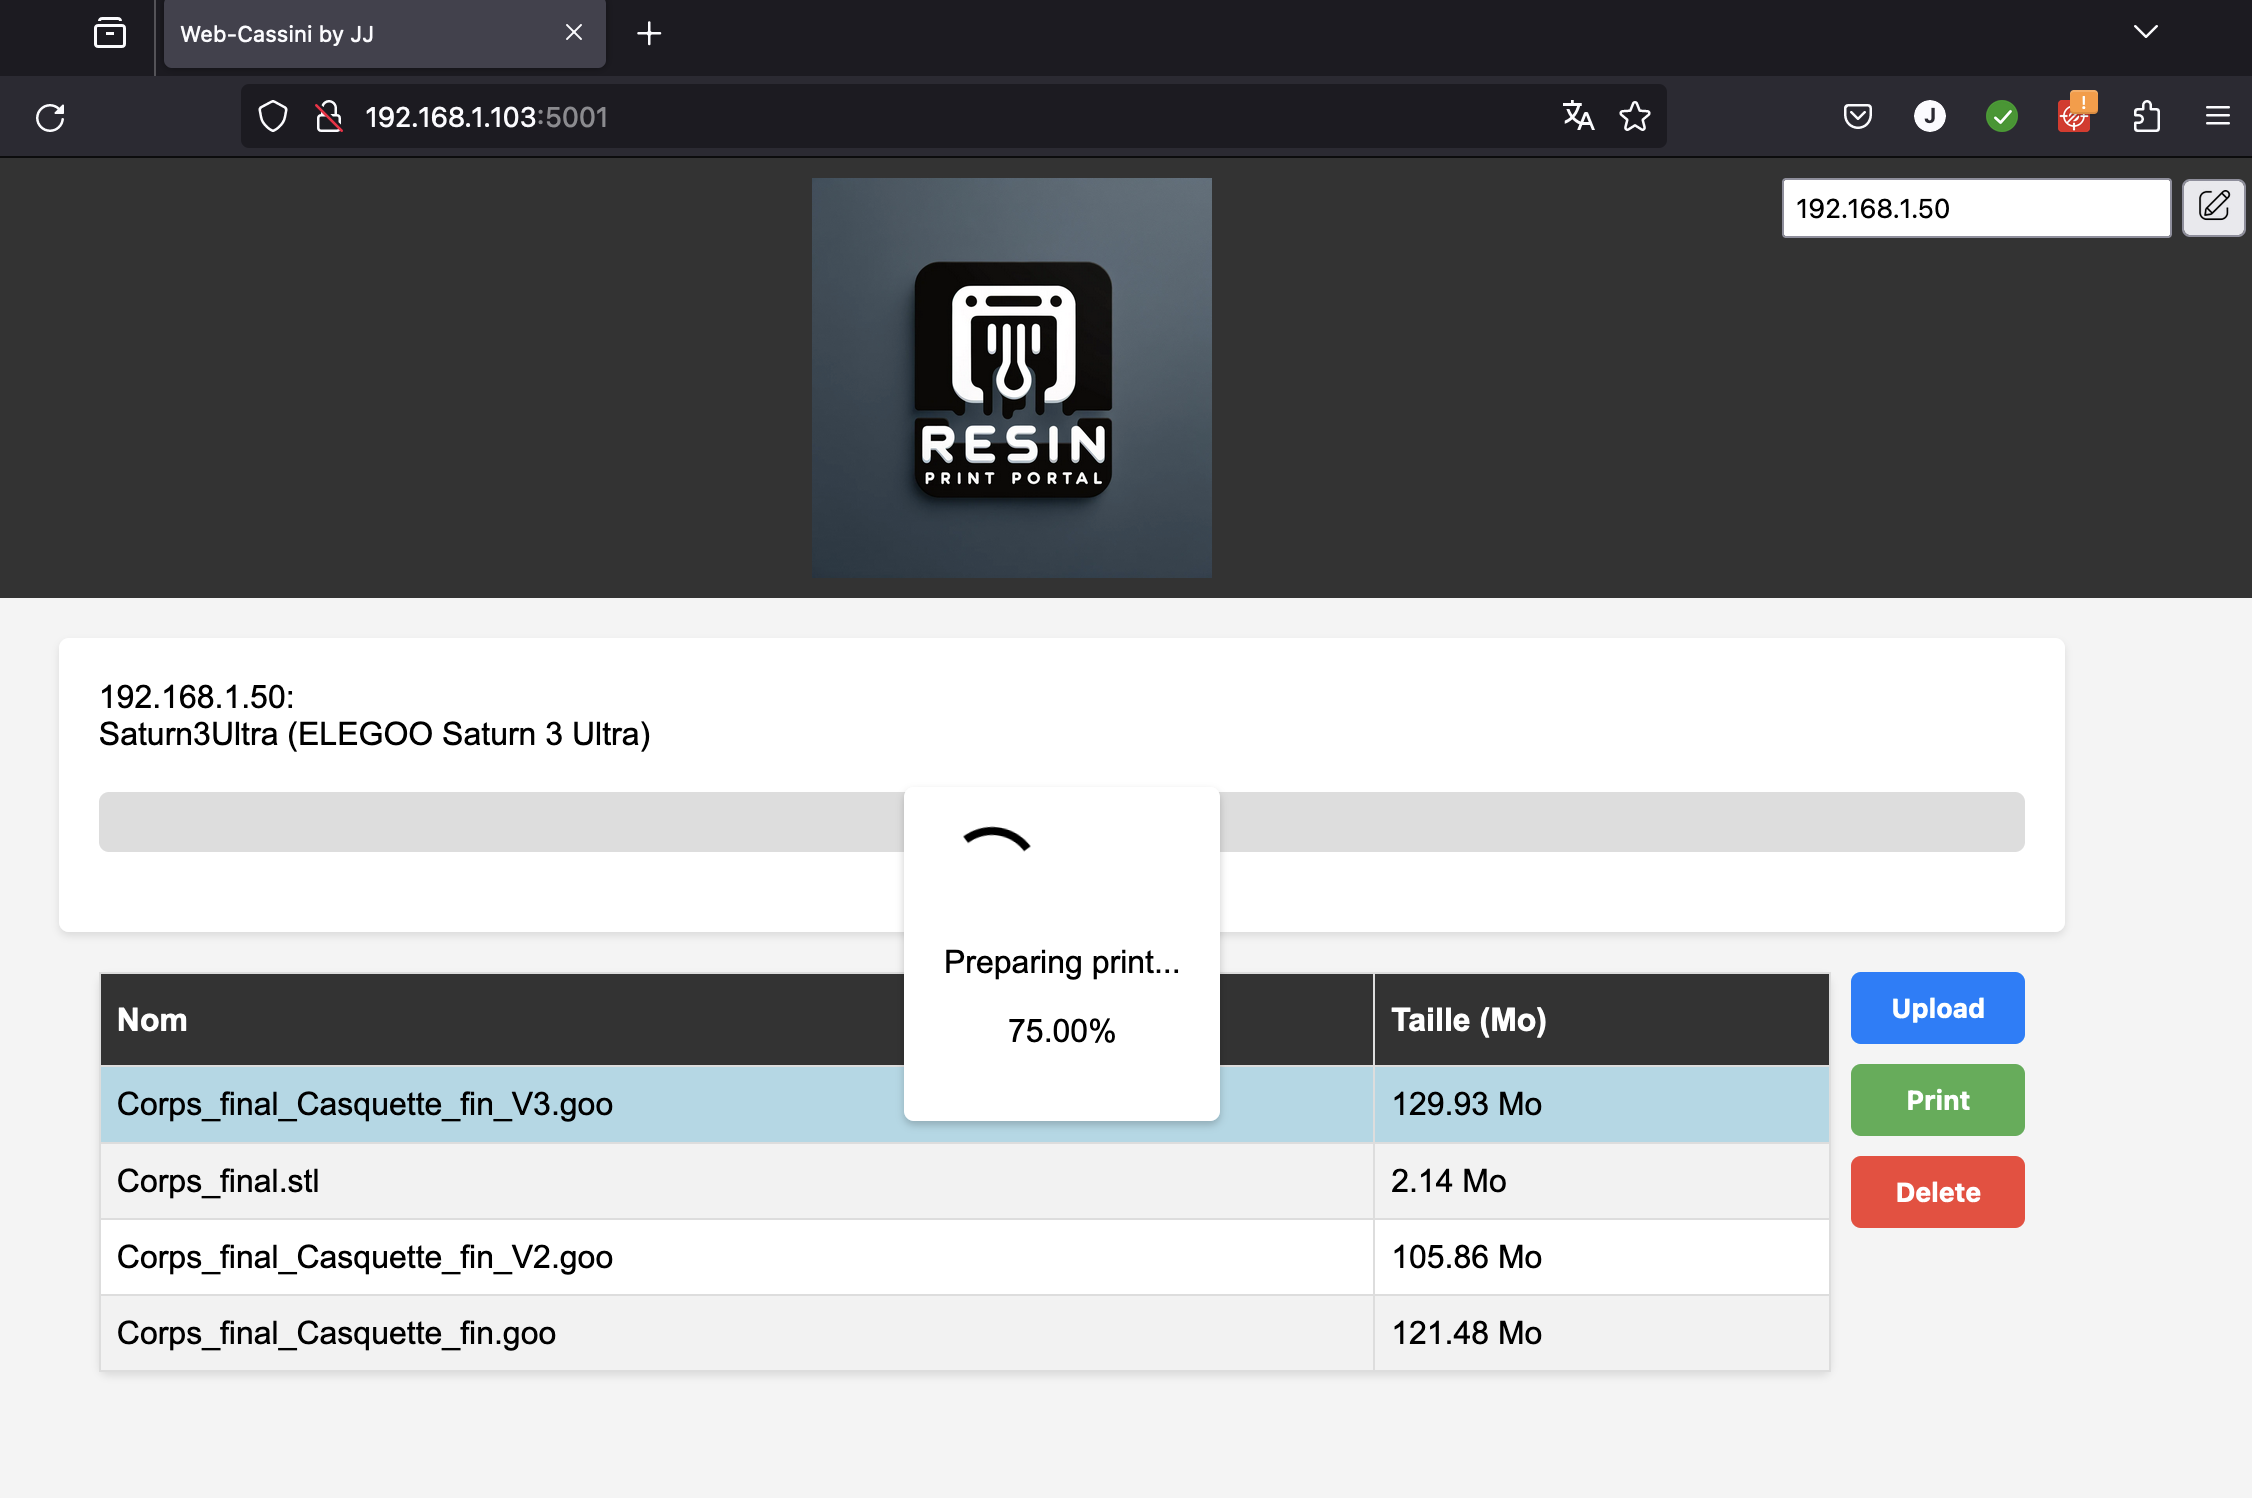 Web-Cassini by JJ
192.168.1.103:5001
J
!
192.168.1.50
RESIN
PRINT PORTAL
192.168.1.50:
Saturn3Ultra (ELEGOO Saturn 3 Ultra)
Preparing print...
75.00%
Nom Taille (Mo)
Corps_final_Casquette_fin_V3.goo 129.93 Mo
Corps_final.stl 2.14 Mo
Corps_final_Casquette_fin_V2.goo 105.86 Mo
Corps_final_Casquette_fin.goo 121.48 Mo
Upload
Print
Delete